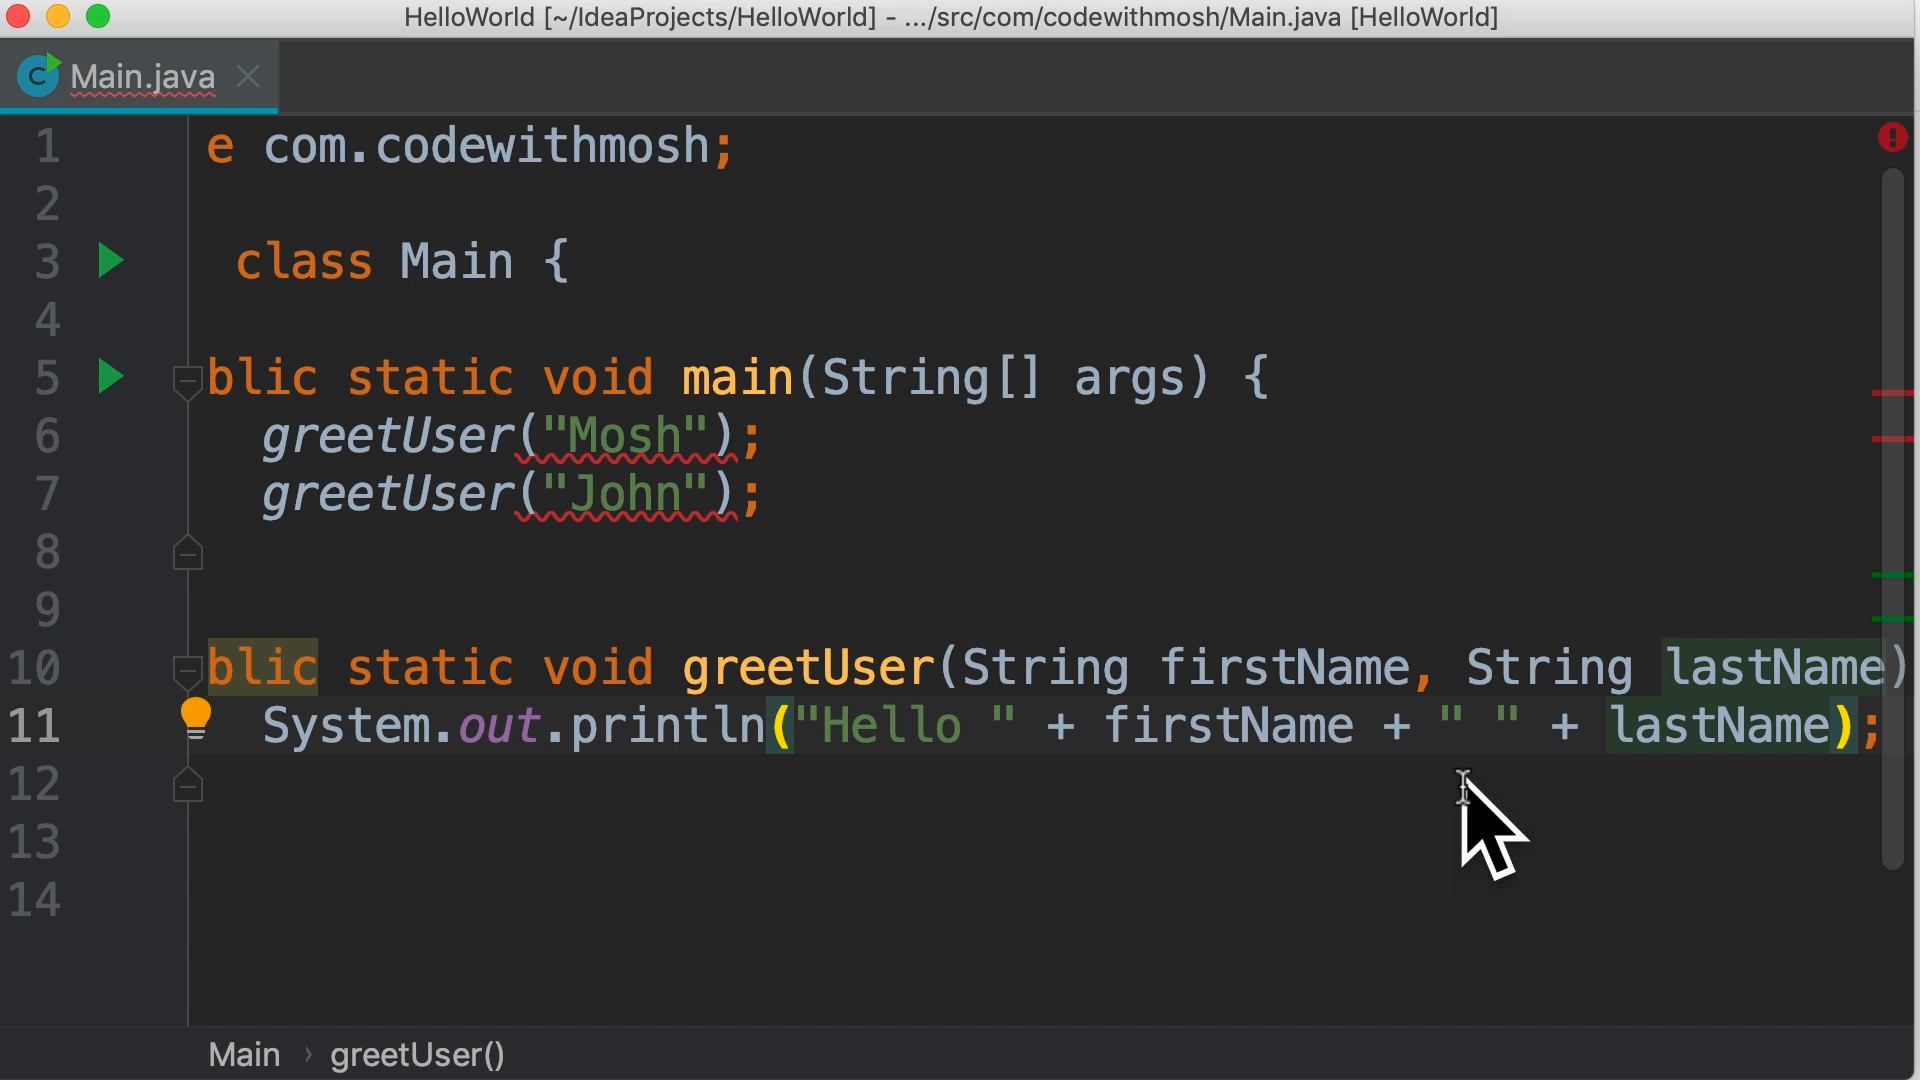 HelloWorld [~/IdeaProjects/HelloWorld] - .../src/com/codewithmosh/Main.java [HelloWorld]
C Main.java
1 e com.codewithmosh;
2
3 class Main {
4
5 blic static void main(String[] args) {
6 greetUser("Mosh");
7 greetUser("John");
8
9
10 blic static void greetUser(String firstName, String lastName)
11 System.out.println("Hello " + firstName + " " + lastName);
12
13
14
Main › greetUser()